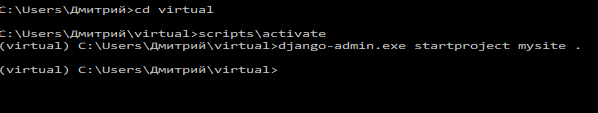 C:\Users\Дмитрий>cd virtual
C:\Users\Дмитрий\virtual>scripts\activate
(virtual) C:\Users\Дмитрий\virtual>django-admin.exe startproject mysite .
(virtual) C:\Users\Дмитрий\virtual>